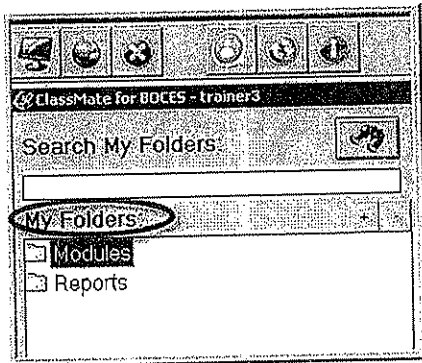 ClassMate for BOCES - trainer3
Search My Folders:
My Folders:
+ -
Modules
Reports